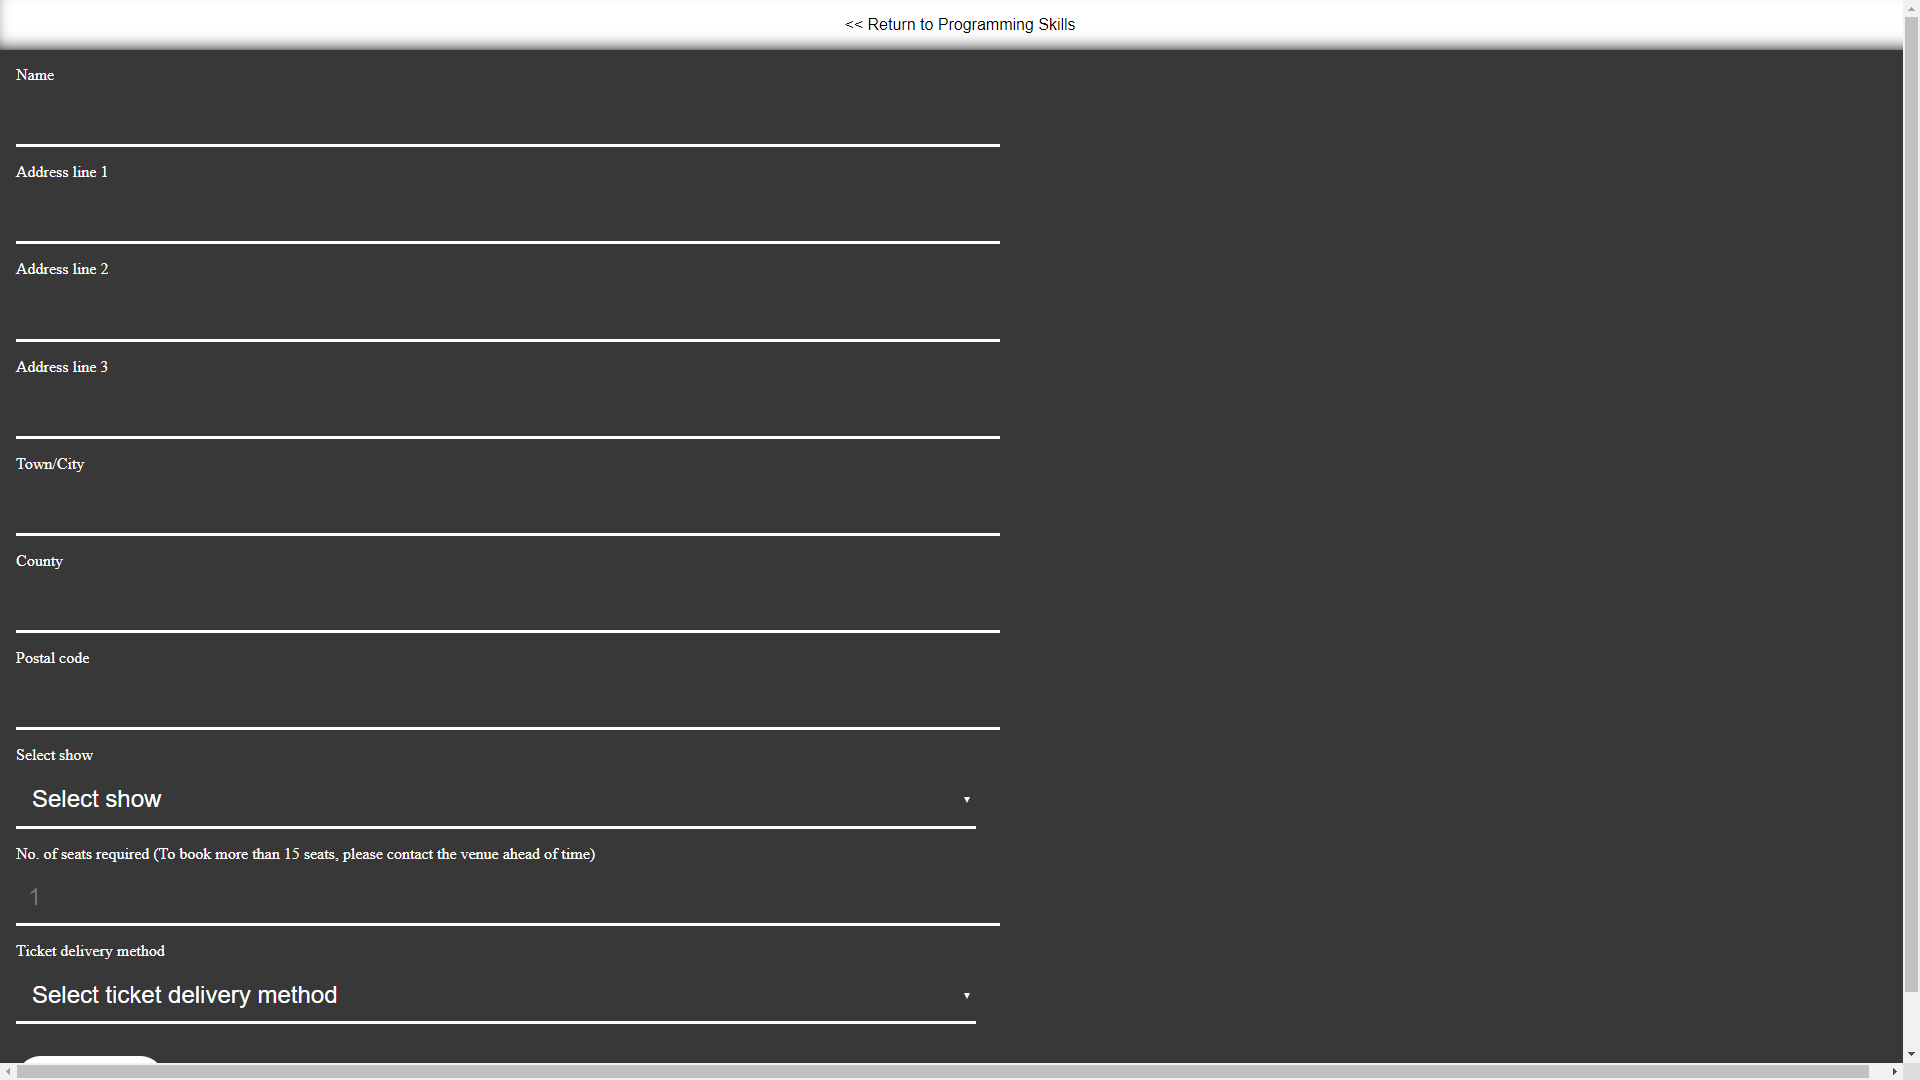 << Return to Programming Skills
Name
Address line 1
Address line 2
Address line 3
Town/City
County
Postal code
Select show
Select show
No. of seats required (To book more than 15 seats, please contact the venue ahead of time)
1
Ticket delivery method
Select ticket delivery method